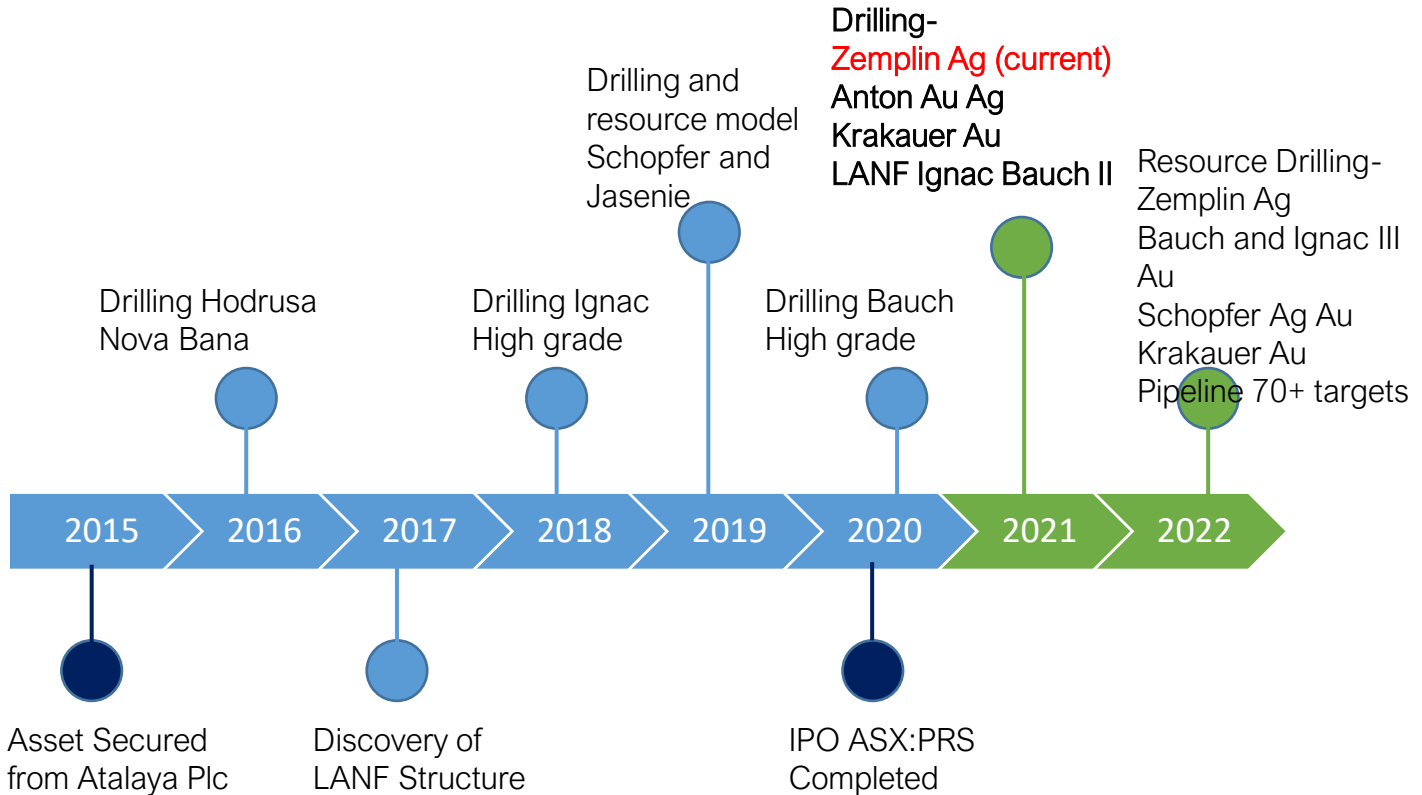 Drilling-
Zemplin Ag (current)
Anton Au Ag
Krakauer Au
LANF Ignac Bauch II
Drilling and
resource model
Schopfer and
Jasenie
Resource Drilling-
Zemplin Ag
Bauch and Ignac III
Au
Schopfer Ag Au
Krakauer Au
Pipeline 70+ targets
Drilling Hodrusa
Nova Bana
Drilling Ignac
High grade
Drilling Bauch
High grade
2015
2016
2017
2018
2019
2020
2021
2022
Asset Secured
from Atalaya Plc
Discovery of
LANF Structure
IPO ASX:PRS
Completed